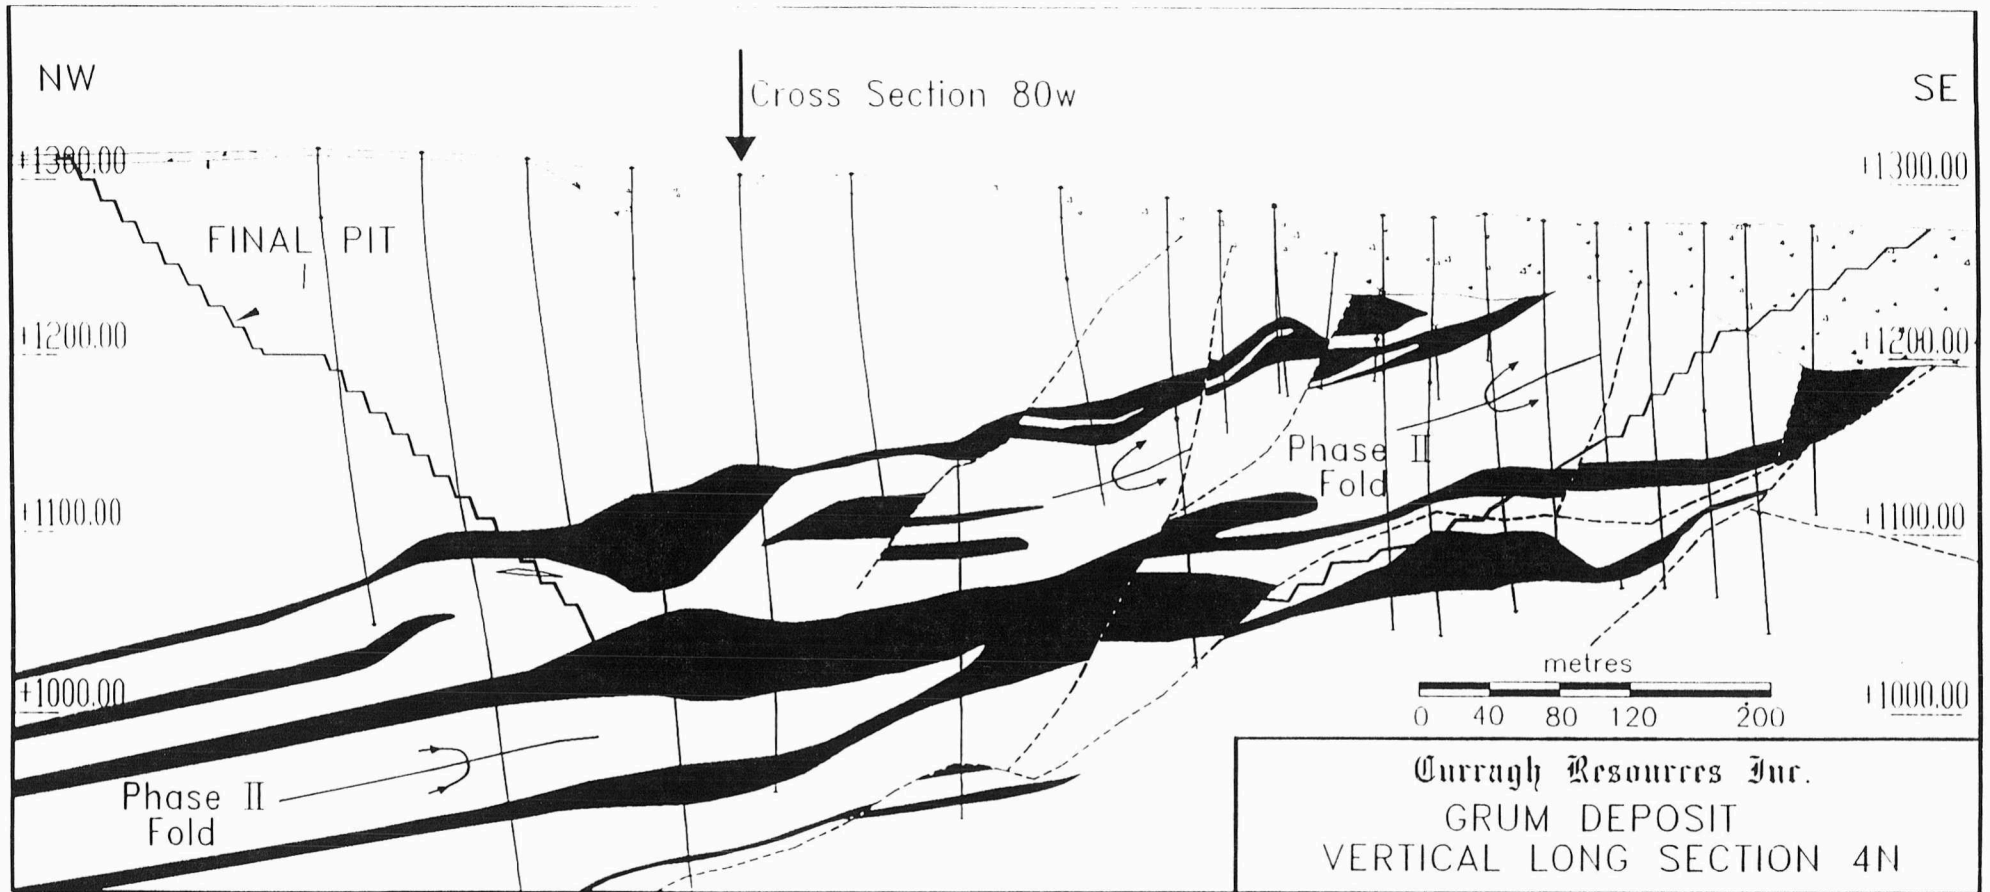 NW
SE
Cross Section 80w
+1300.00
+1300.00
FINAL PIT
+1200.00
+1200.00
Phase II
Fold
+1100.00
+1100.00
metres
+1000.00
+1000.00
0 40 80 120 200
Phase II
Fold
Curragh Resources Inc.
GRUM DEPOSIT
VERTICAL LONG SECTION 4N